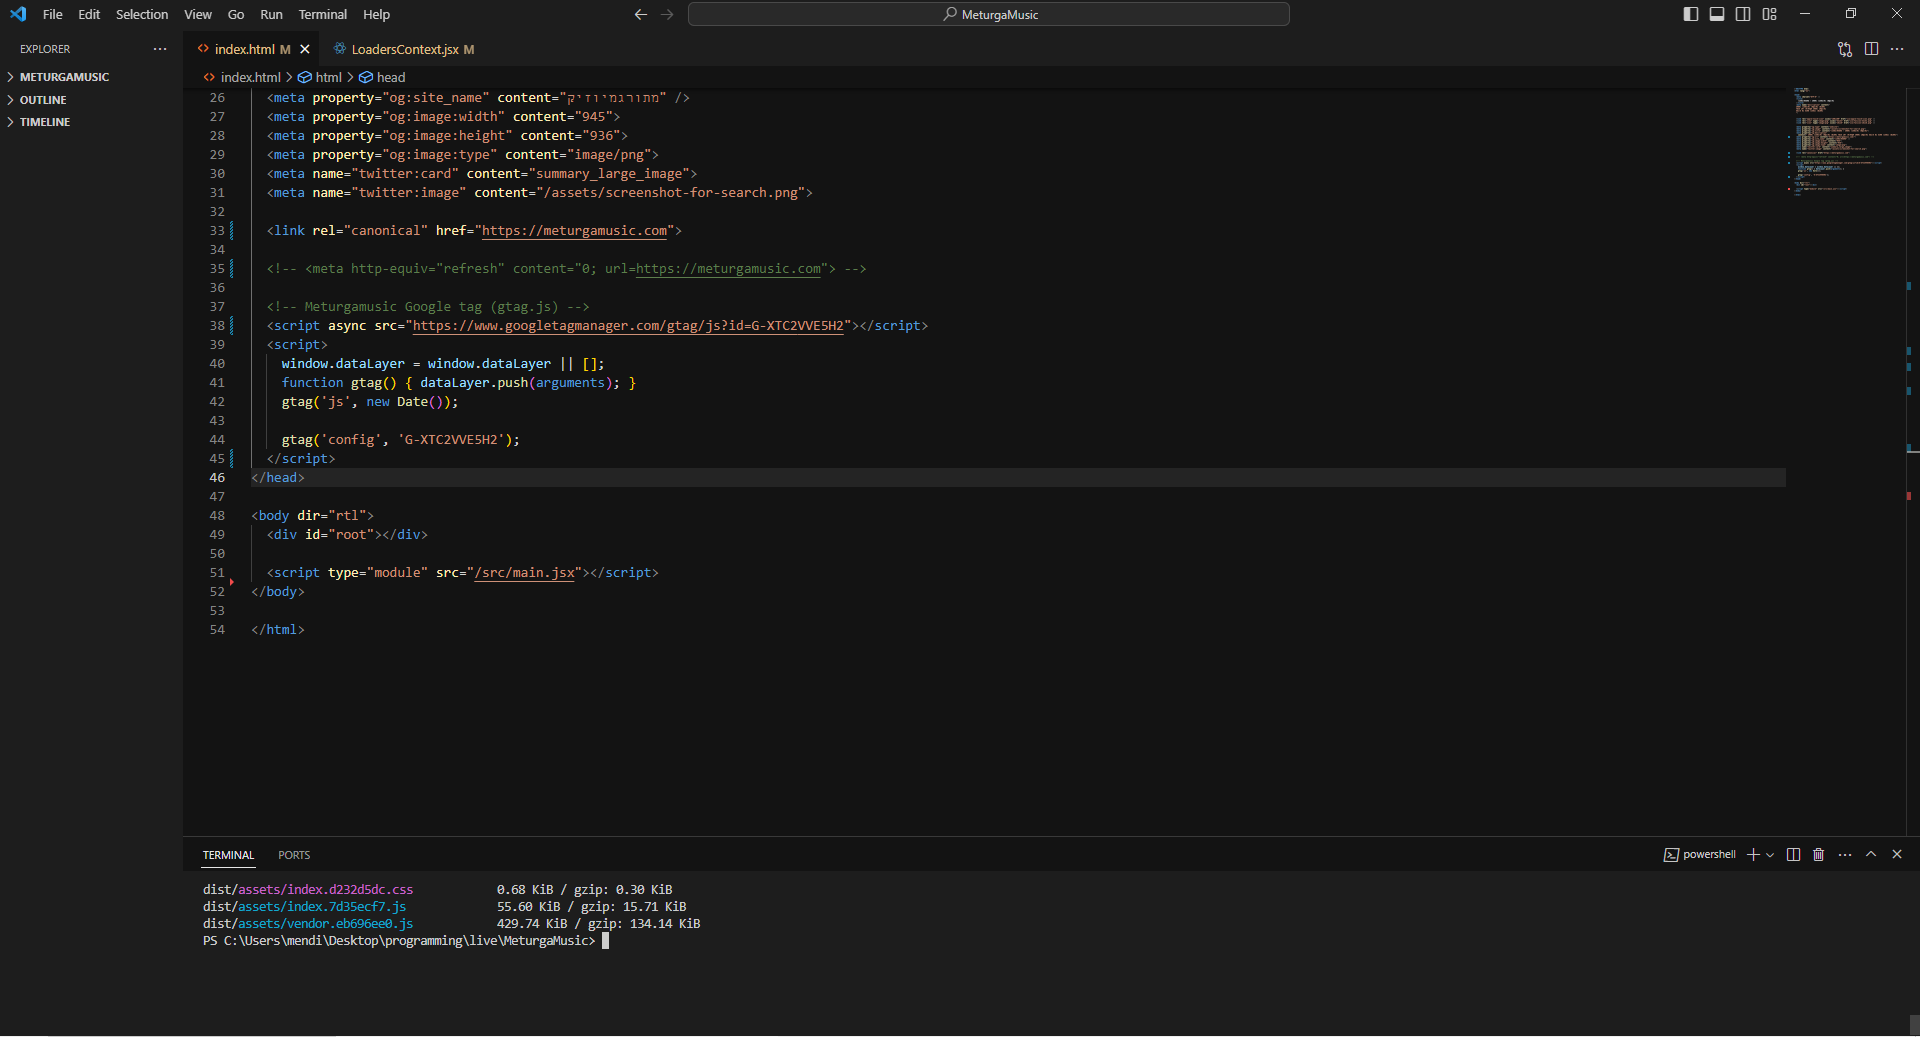 File Edit Selection View Go Run Terminal Help
MeturgaMusic
EXPLORER
METURGAMUSIC
OUTLINE
TIMELINE
index.html M
LoadersContext.jsx M
index.html > html > head
26 <meta property="og:site_name" content="מתורגמיוזיק" />
27 <meta property="og:image:width" content="945">
28 <meta property="og:image:height" content="936">
29 <meta property="og:image:type" content="image/png">
30 <meta name="twitter:card" content="summary_large_image">
31 <meta name="twitter:image" content="/assets/screenshot-for-search.png">
32
33 <link rel="canonical" href="https://meturgamusic.com">
34
35 <!-- <meta http-equiv="refresh" content="0; url=https://meturgamusic.com"> -->
36
37 <!-- Meturgamusic Google tag (gtag.js) -->
38 <script async src="https://www.googletagmanager.com/gtag/js?id=G-XTC2VVE5H2"></script>
39 <script>
40 window.dataLayer = window.dataLayer || [];
41 function gtag() { dataLayer.push(arguments); }
42 gtag('js', new Date());
43
44 gtag('config', 'G-XTC2VVE5H2');
45 </script>
46 </head>
47
48 <body dir="rtl">
49 <div id="root"></div>
50
51 <script type="module" src="/src/main.jsx"></script>
52 </body>
53
54 </html>
TERMINAL PORTS
powershell
dist/assets/index.d232d5dc.css 0.68 KiB / gzip: 0.30 KiB
dist/assets/index.7d35ecf7.js 55.60 KiB / gzip: 15.71 KiB
dist/assets/vendor.eb696ee0.js 429.74 KiB / gzip: 134.14 KiB
PS C:\Users\mendi\Desktop\programming\live\MeturgaMusic>